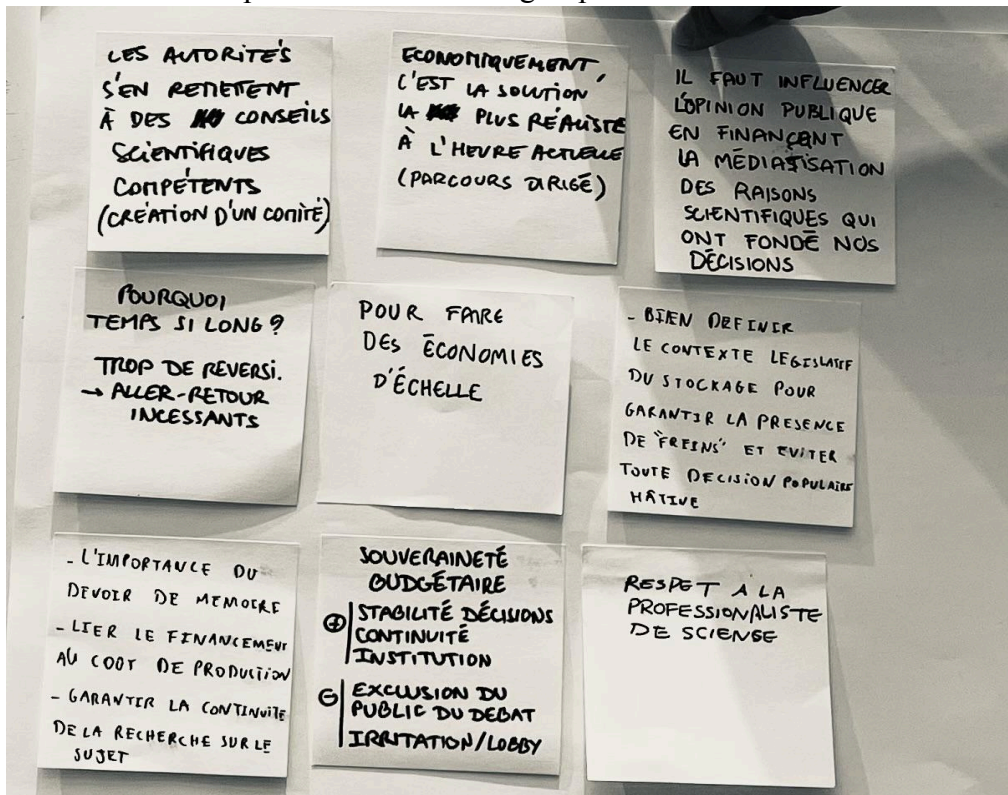 LES AUTORITÉS
S'EN REMETTENT
À DES CONSEILS
SCIENTIFIQUES
COMPÉTENTS
(CRÉATION D'UN COMITÉ)
ECONOMIQUEMENT,
C'EST LA SOLUTION
LA PLUS RÉALISTE
À L'HEURE ACTUELLE
(PARCOURS DIRIGÉ)
IL FAUT INFLUENCER
L'OPINION PUBLIQUE
EN FINANÇANT
LA MÉDIATISATION
DES RAISONS
SCIENTIFIQUES QUI
ONT FONDÉ NOS
DÉCISIONS
POURQUOI
TEMPS SI LONG ?
TROP DE REVERSI.
→ ALLER-RETOUR
INCESSANTS
POUR FAIRE
DES ÉCONOMIES
D'ÉCHELLE
- BIEN DEFINIR
LE CONTEXTE LEGISLATIF
DU STOCKAGE POUR
GARANTIR LA PRESENCE
DE "FREINS" ET EVITER
TOUTE DECISION POPULAIRE
HÂTIVE
- L'IMPORTANCE DU
DEVOIR DE MEMOIRE
- LIER LE FINANCEMENT
AU COUT DE PRODUCTION
- GARANTIR LA CONTINUITE
DE LA RECHERCHE SUR LE
SUJET
SOUVERAINETÉ
BUDGÉTAIRE
⊕ STABILITÉ DÉCISIONS
CONTINUITÉ
INSTITUTION
⊖ EXCLUSION DU
PUBLIC DU DEBAT
IRRITATION/LOBBY
RESPET A LA
PROFESSIONALISTE
DE SCIENSE